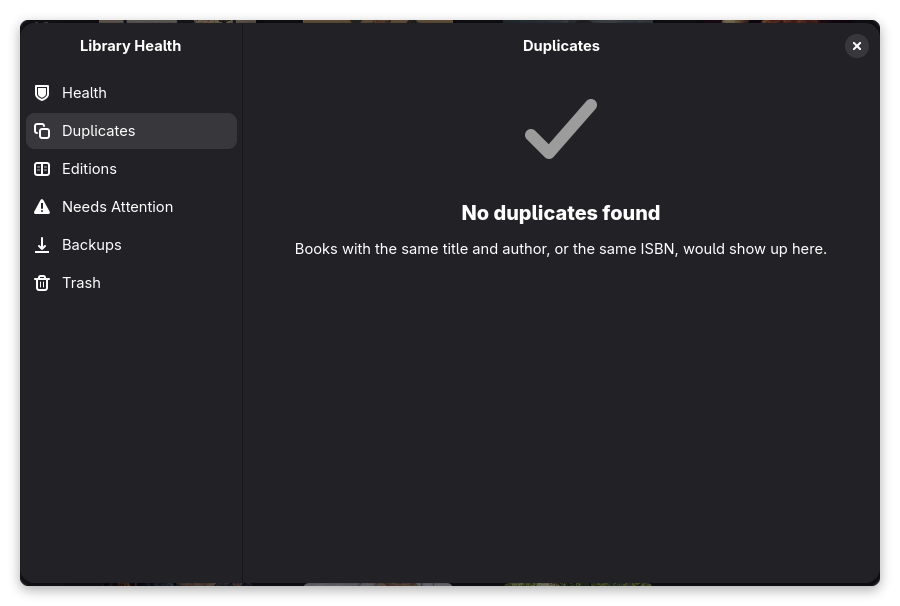 Library Health
Duplicates
Health
Duplicates
Editions
Needs Attention
Backups
Trash
No duplicates found
Books with the same title and author, or the same ISBN, would show up here.